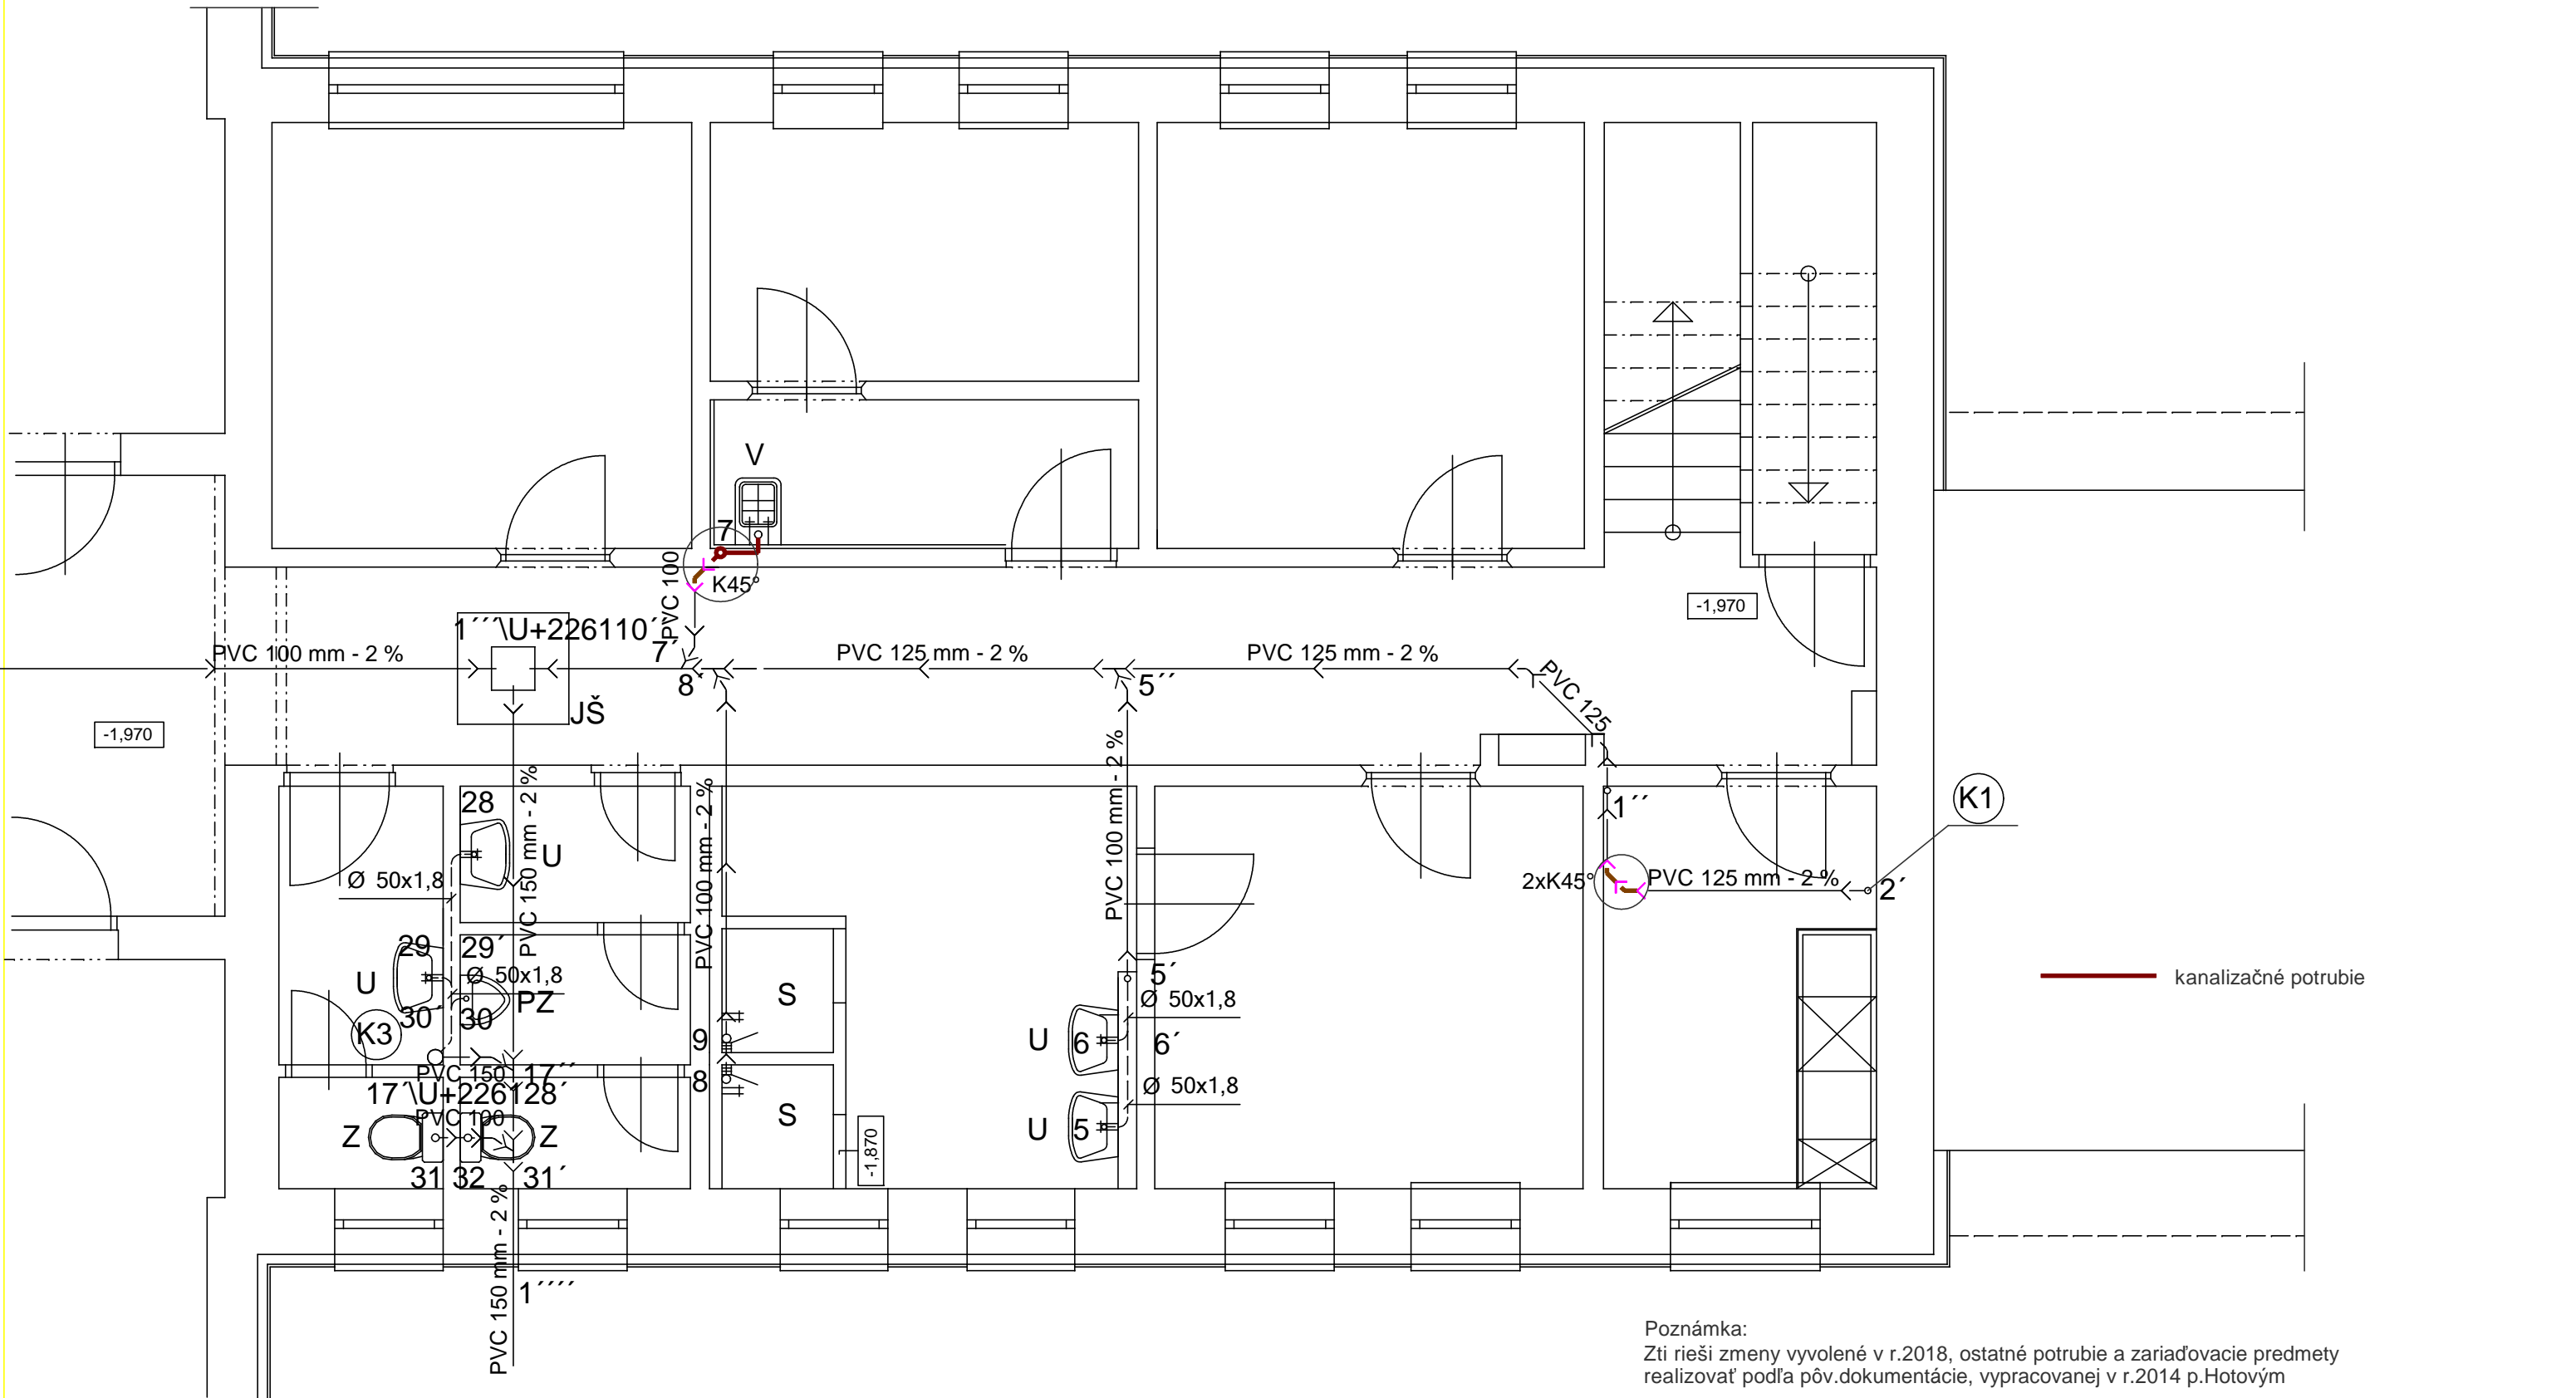 V
7
K45°
PVC 100
-1,970
1´´´\U+226110´´
7´
PVC 100 mm - 2 %
PVC 125 mm - 2 %
PVC 125 mm - 2 %
PVC 125
8´
5´´
JŠ
-1,970
K1
1´´
28
U
PVC 150 mm - 2 %
PVC 100 mm - 2 %
PVC 100 mm - 2 %
Ø 50x1,8
2xK45°
PVC 125 mm - 2 %
2´
29
29´
Ø 50x1,8
U
PZ
30´
30
K3
S
5´
Ø 50x1,8
kanalizačné potrubie
9
U
6
6´
PVC 150
17´´
8
17´\U+226128´
Ø 50x1,8
PVC 100
Z
Z
S
U
5
-1,870
31
32
31´
PVC 150 mm - 2 %
1´´´´
Poznámka:
Zti rieši zmeny vyvolené v r.2018, ostatné potrubie a zariaďovacie predmety
realizovať podľa pôv.dokumentácie, vypracovanej v r.2014 p.Hotovým